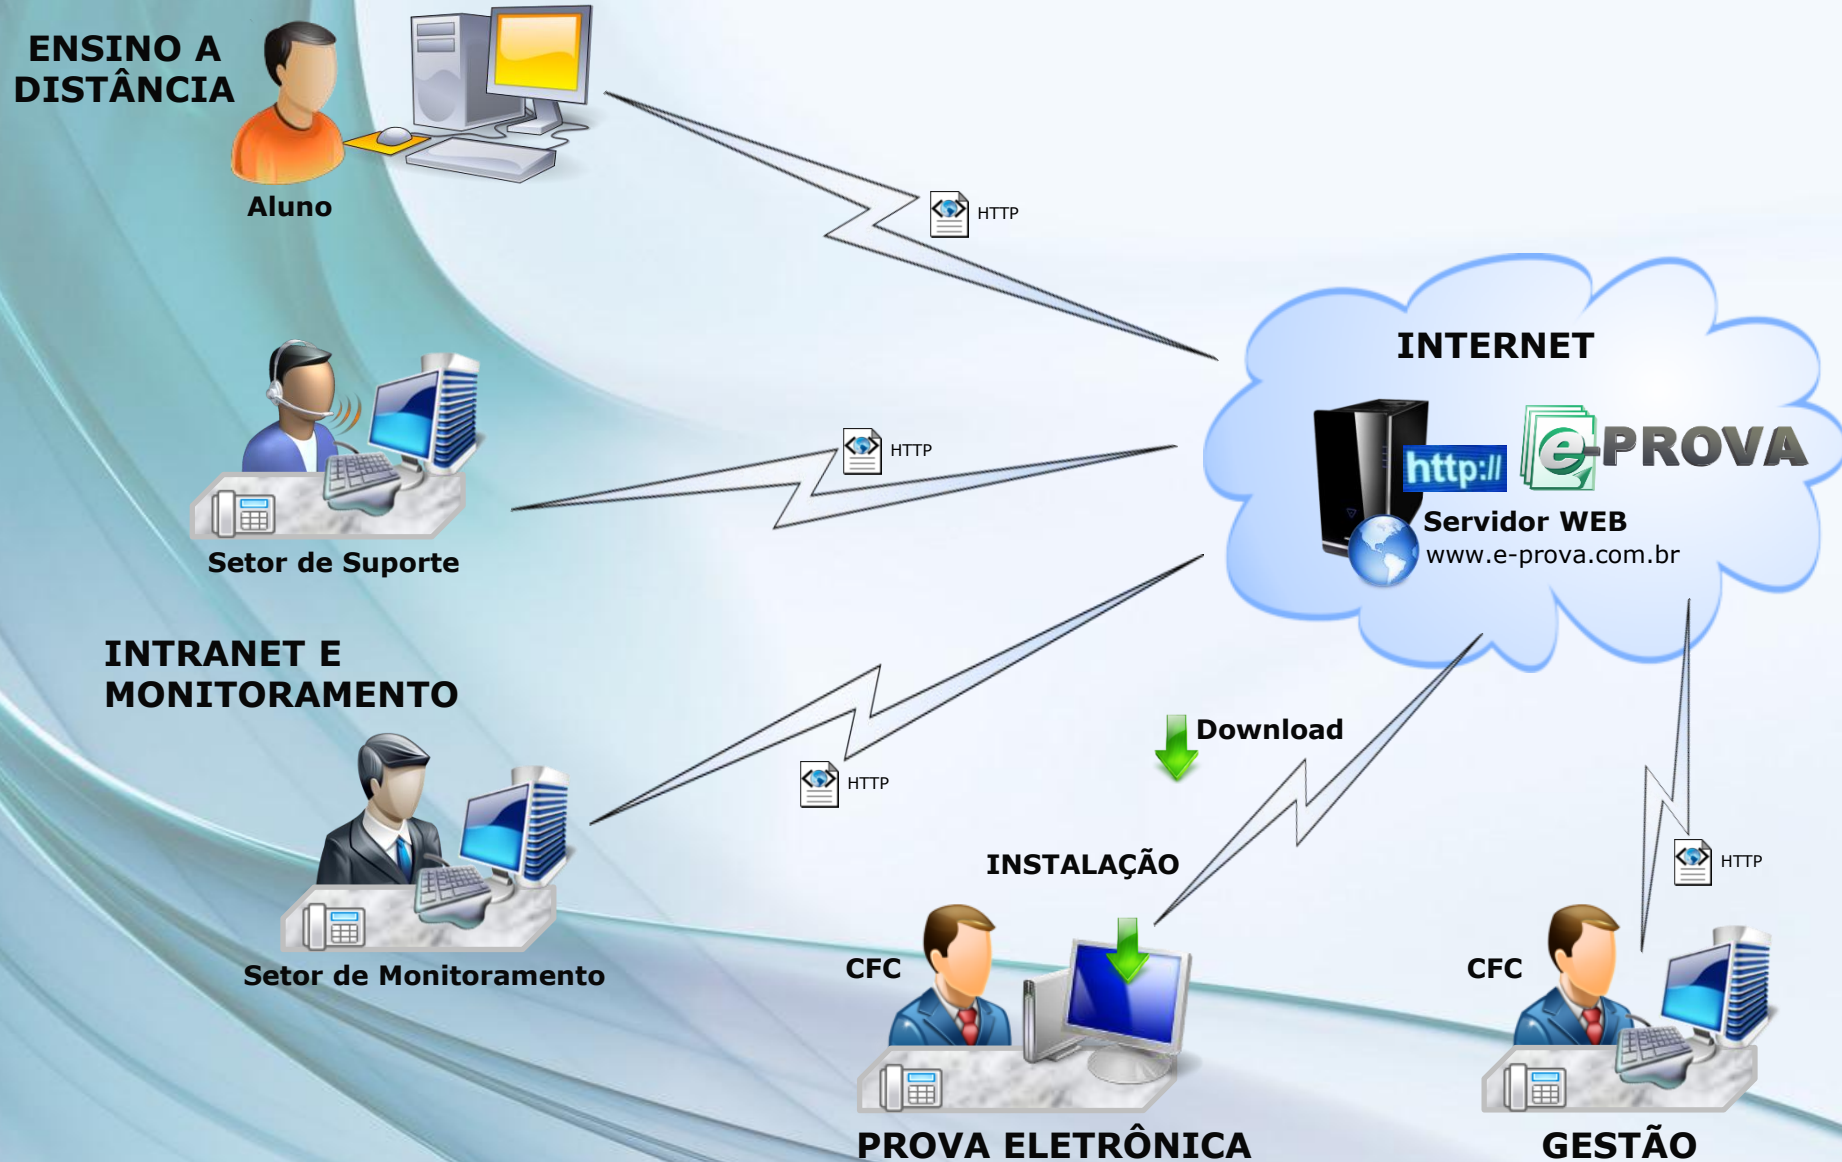 ENSINO A
DISTÂNCIA
Aluno
HTTP
INTERNET
http://
e-PROVA
Servidor WEB
www.e-prova.com.br
HTTP
Setor de Suporte
INTRANET E
MONITORAMENTO
HTTP
Setor de Monitoramento
Download
INSTALAÇÃO
CFC
PROVA ELETRÔNICA
HTTP
CFC
GESTÃO